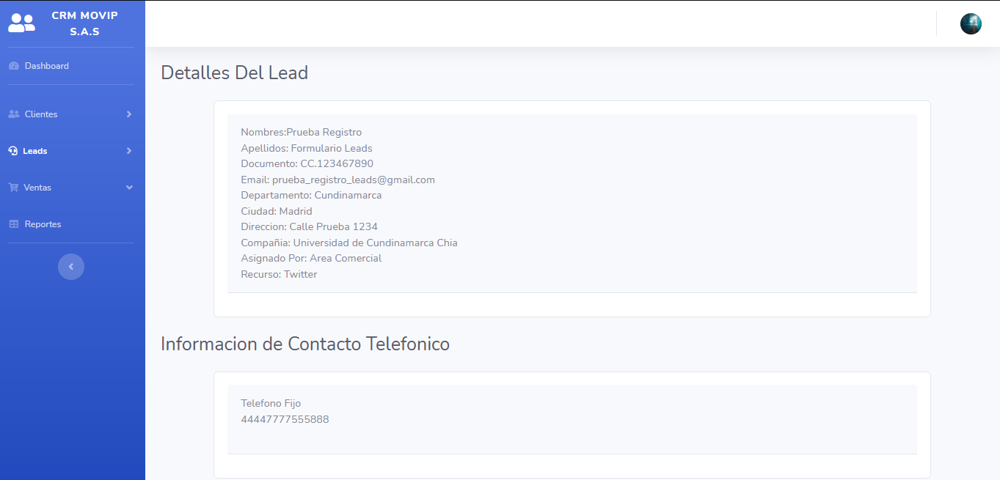 CRM MOVIP
S.A.S
Dashboard
Clientes
Leads
Ventas
Reportes
Detalles Del Lead
Nombres:Prueba Registro
Apellidos: Formulario Leads
Documento: CC.123467890
Email: prueba_registro_leads@gmail.com
Departamento: Cundinamarca
Ciudad: Madrid
Direccion: Calle Prueba 1234
Compañia: Universidad de Cundinamarca Chia
Asignado Por: Area Comercial
Recurso: Twitter
Informacion de Contacto Telefonico
Telefono Fijo
44447777555888